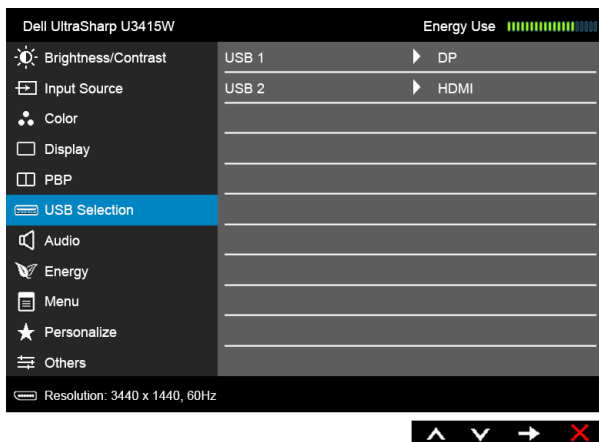 Dell UltraSharp U3415W Energy Use
Brightness/Contrast USB 1 DP
Input Source USB 2 HDMI
Color
Display
PBP
USB Selection
Audio
Energy
Menu
Personalize
Others
Resolution: 3440 x 1440, 60Hz